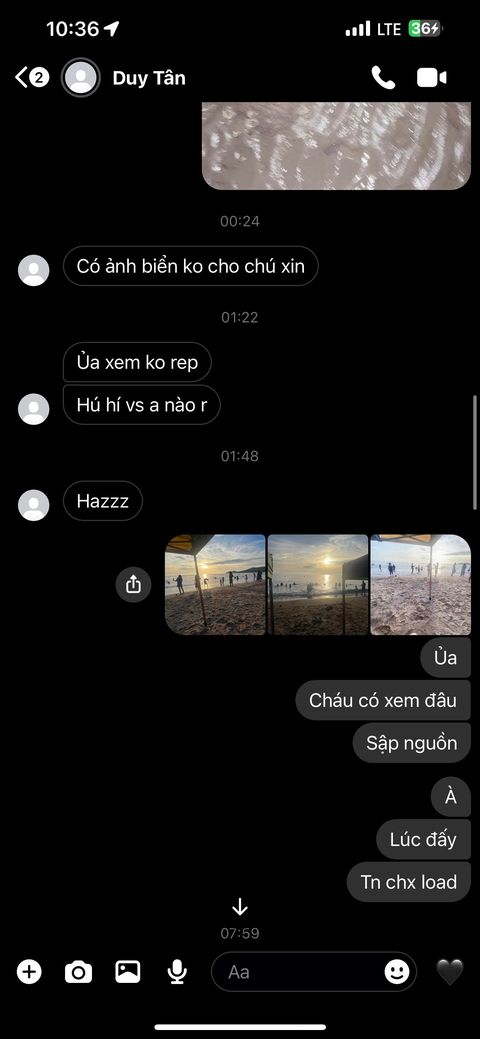 10:36
LTE
36
2
Duy Tân
00:24
Có ảnh biển ko cho chú xin
01:22
Ủa xem ko rep
Hú hí vs a nào r
01:48
Hazzz
Ủa
Cháu có xem đâu
Sập nguồn
À
Lúc đấy
Tn chx load
07:59
Aa